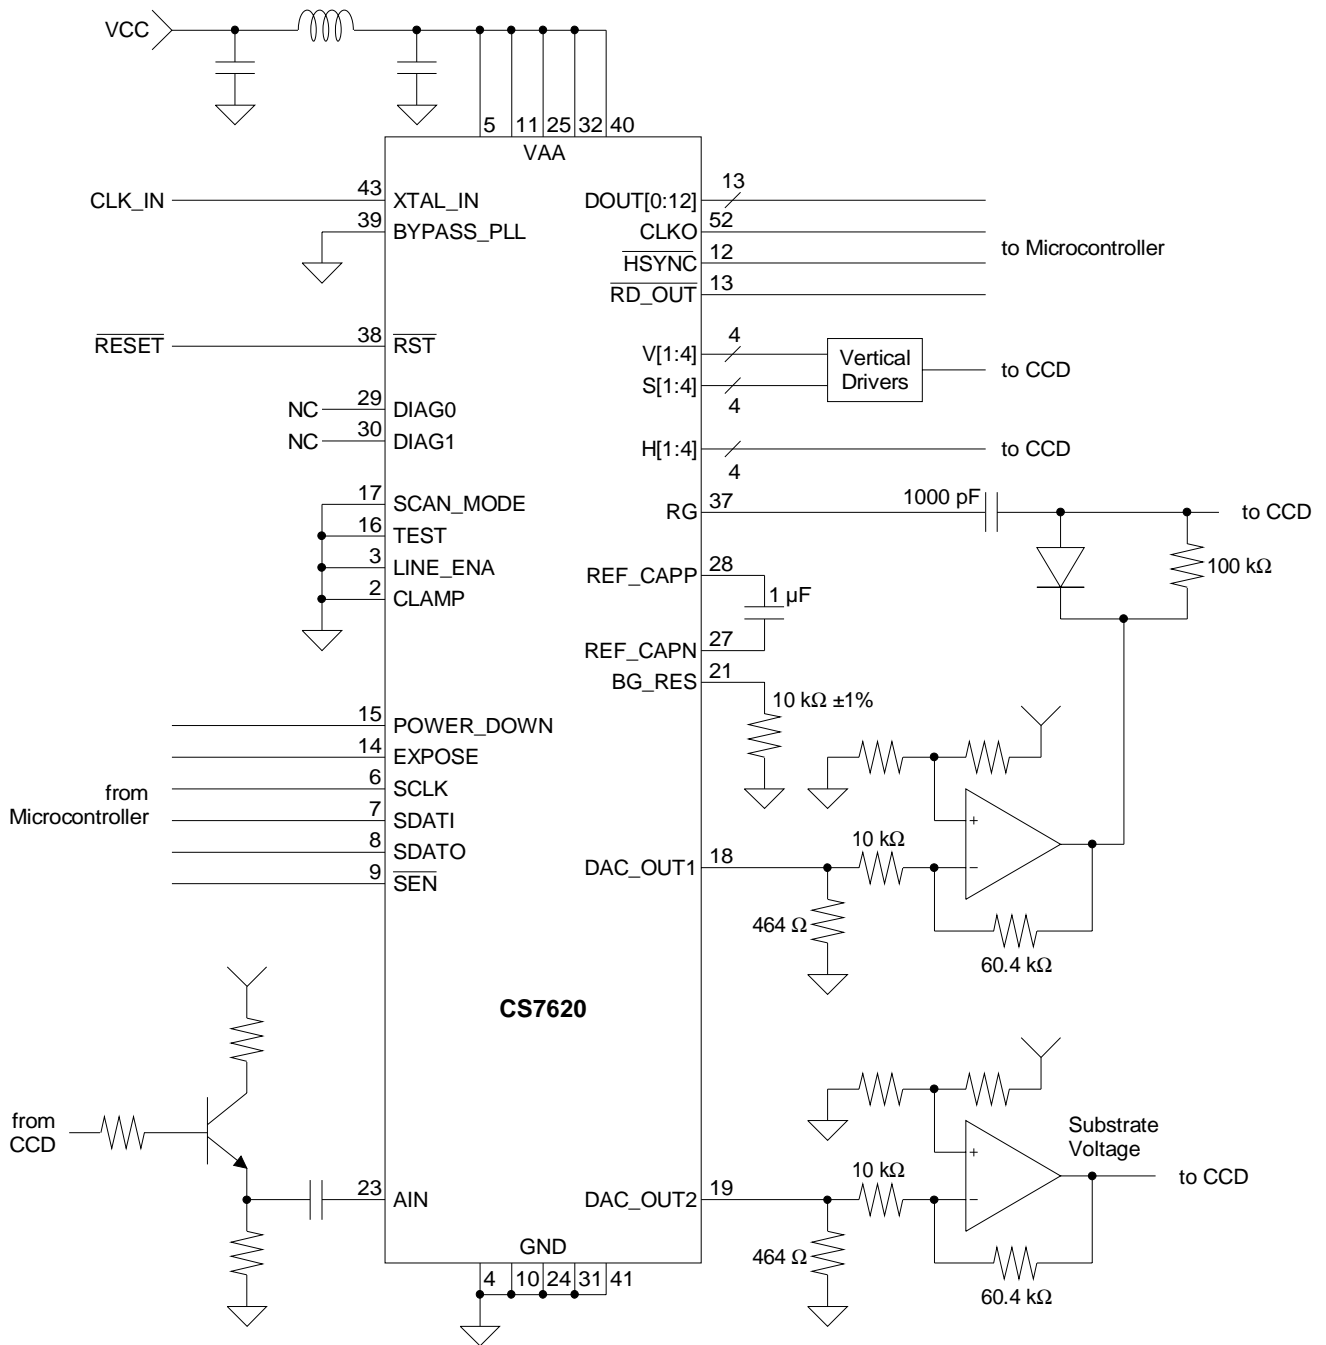 VCC
5 11 25 32 40
VAA
CLK_IN 43 XTAL_IN
39 BYPASS_PLL
RESET 38 RST
NC 29 DIAG0
NC 30 DIAG1
17 SCAN_MODE
16 TEST
3 LINE_ENA
2 CLAMP
from
Microcontroller
15 POWER_DOWN
14 EXPOSE
6 SCLK
7 SDATI
8 SDATO
9 SEN
from
CCD
23 AIN
CS7620
GND
4 10 24 31 41
DOUT[0:12] 13
CLKO 52
HSYNC 12
RD_OUT 13
to Microcontroller
V[1:4] 4
S[1:4] 4
Vertical
Drivers
to CCD
H[1:4] 4
to CCD
RG 37
1000 pF
to CCD
100 kΩ
REF_CAPP 28
1 µF
REF_CAPN 27
BG_RES 21
10 kΩ ±1%
+
−
DAC_OUT1 18
10 kΩ
464 Ω
60.4 kΩ
+
−
Substrate
Voltage
to CCD
DAC_OUT2 19
10 kΩ
464 Ω
60.4 kΩ